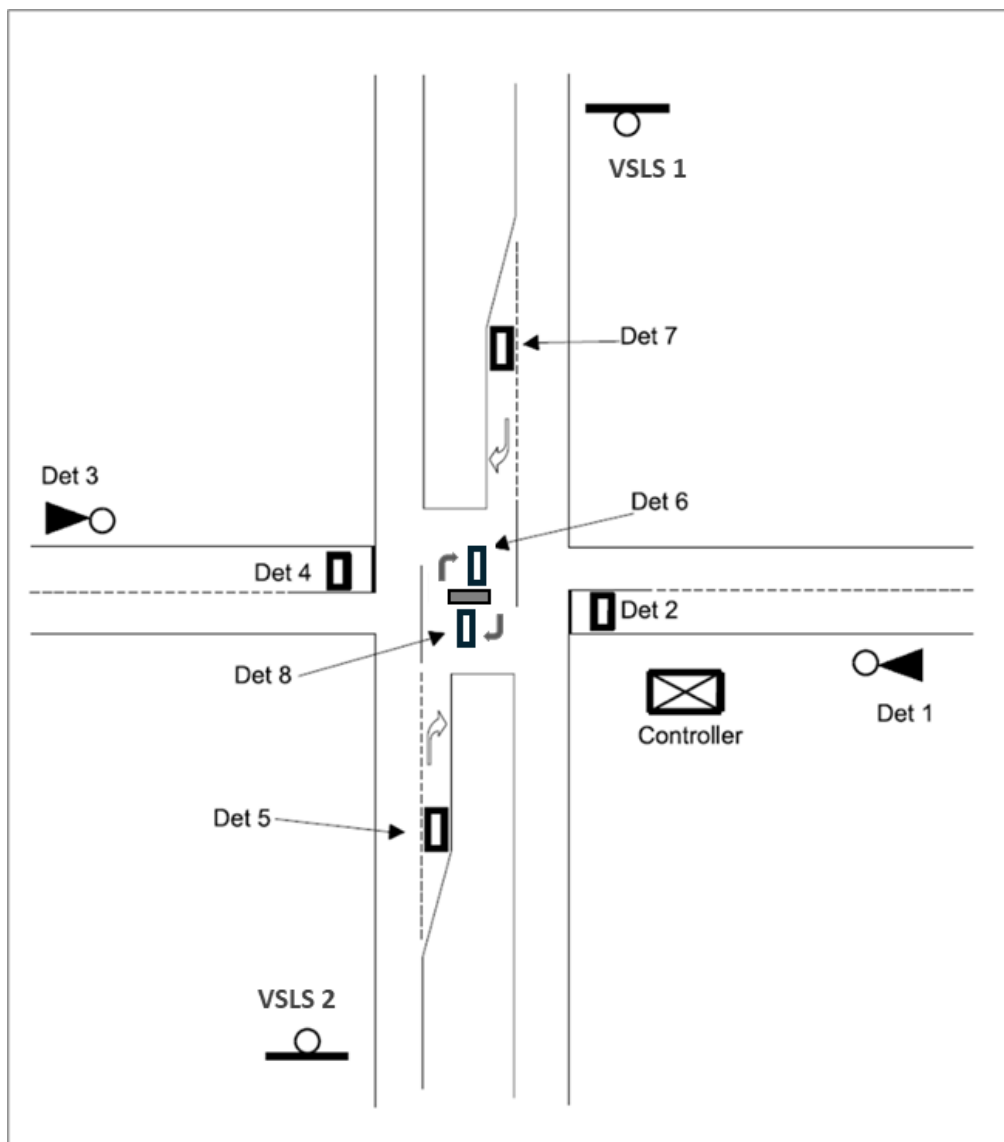 VSLS 1
Det 7
Det 3
Det 6
Det 4
Det 2
Det 8
Det 1
Controller
Det 5
VSLS 2